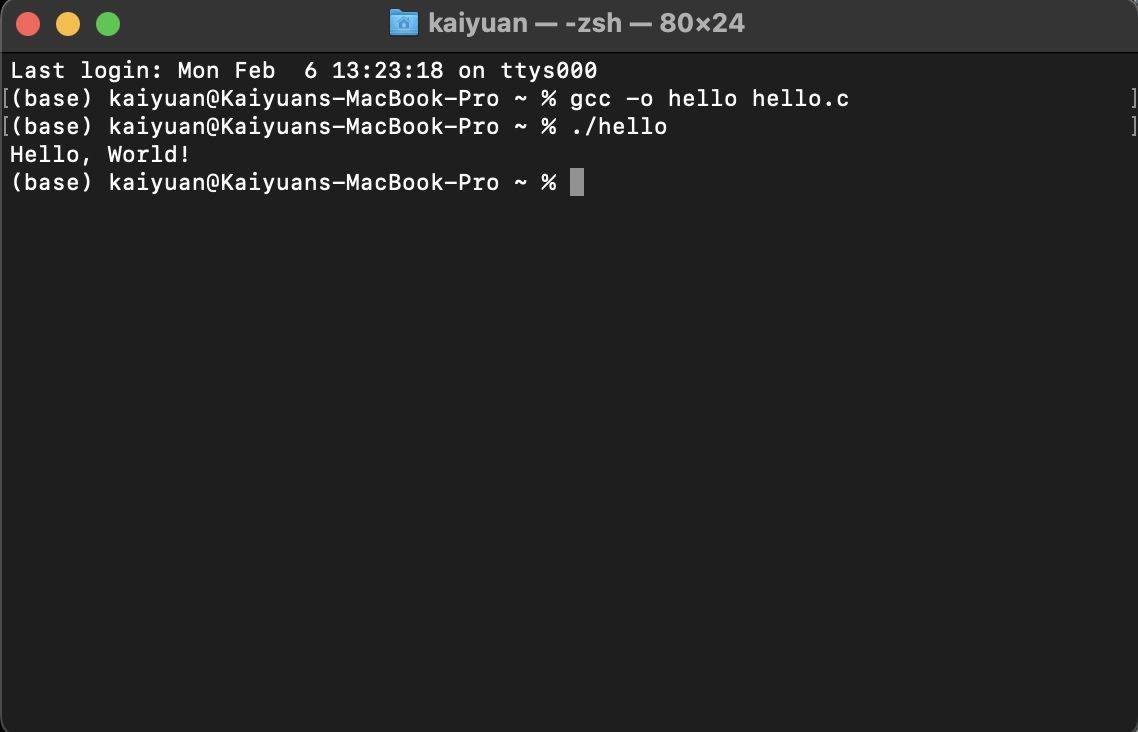 kaiyuan — -zsh — 80×24
Last login: Mon Feb  6 13:23:18 on ttys000
[(base) kaiyuan@Kaiyuans-MacBook-Pro ~ % gcc -o hello hello.c ]
[(base) kaiyuan@Kaiyuans-MacBook-Pro ~ % ./hello ]
Hello, World!
(base) kaiyuan@Kaiyuans-MacBook-Pro ~ %